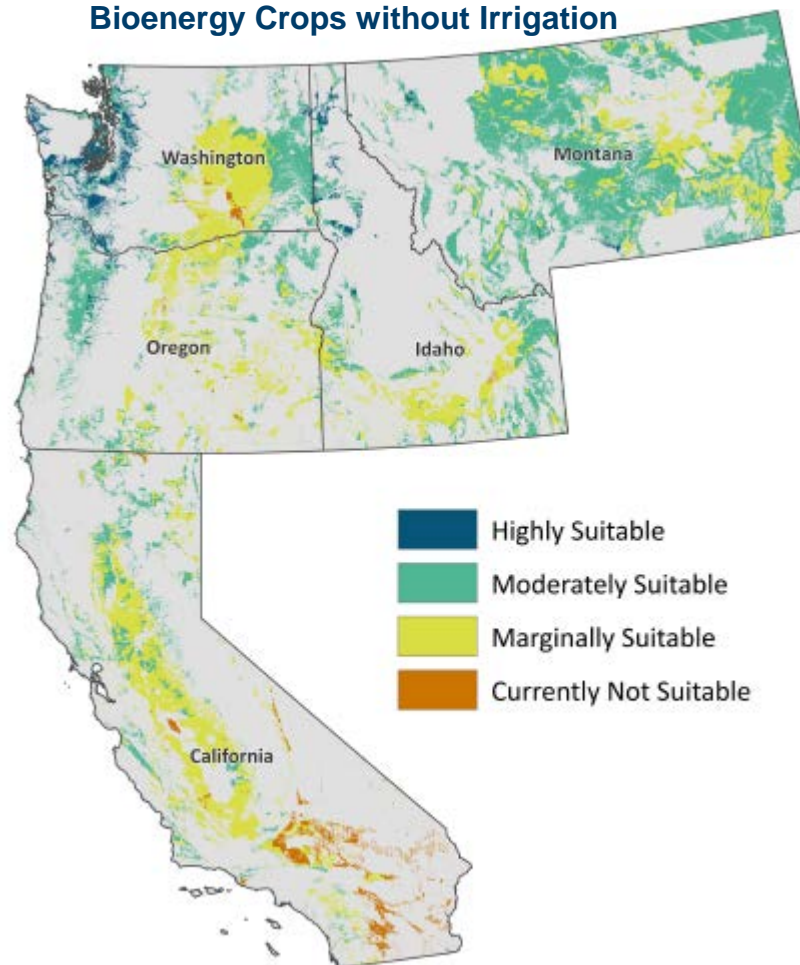 Bioenergy Crops without Irrigation
Washington
Montana
Oregon
Idaho
Highly Suitable
Moderately Suitable
Marginally Suitable
Currently Not Suitable
California